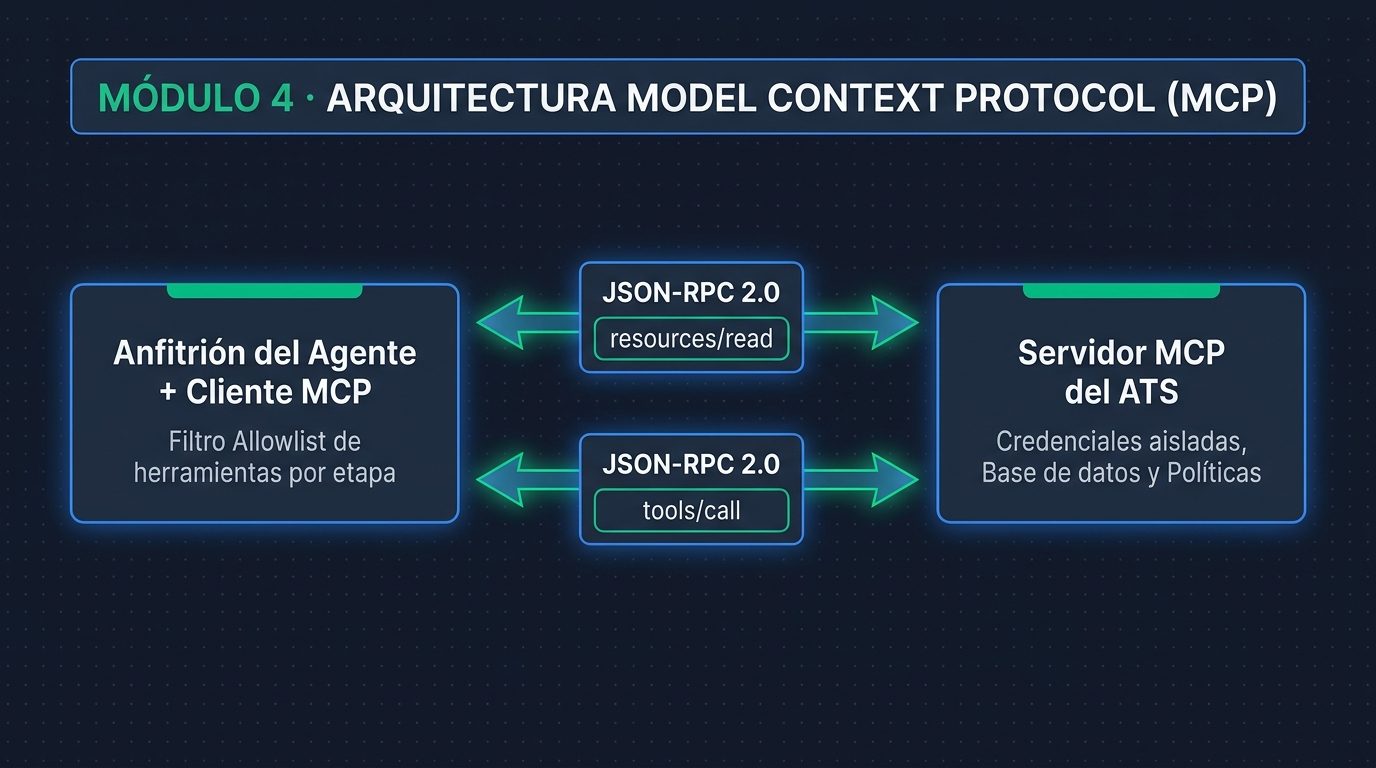 MÓDULO 4 · ARQUITECTURA MODEL CONTEXT PROTOCOL (MCP)
Anfitrión del Agente
+ Cliente MCP
Filtro Allowlist de
herramientas por etapa
JSON-RPC 2.0
resources/read
JSON-RPC 2.0
tools/call
Servidor MCP
del ATS
Credenciales aisladas,
Base de datos y Políticas